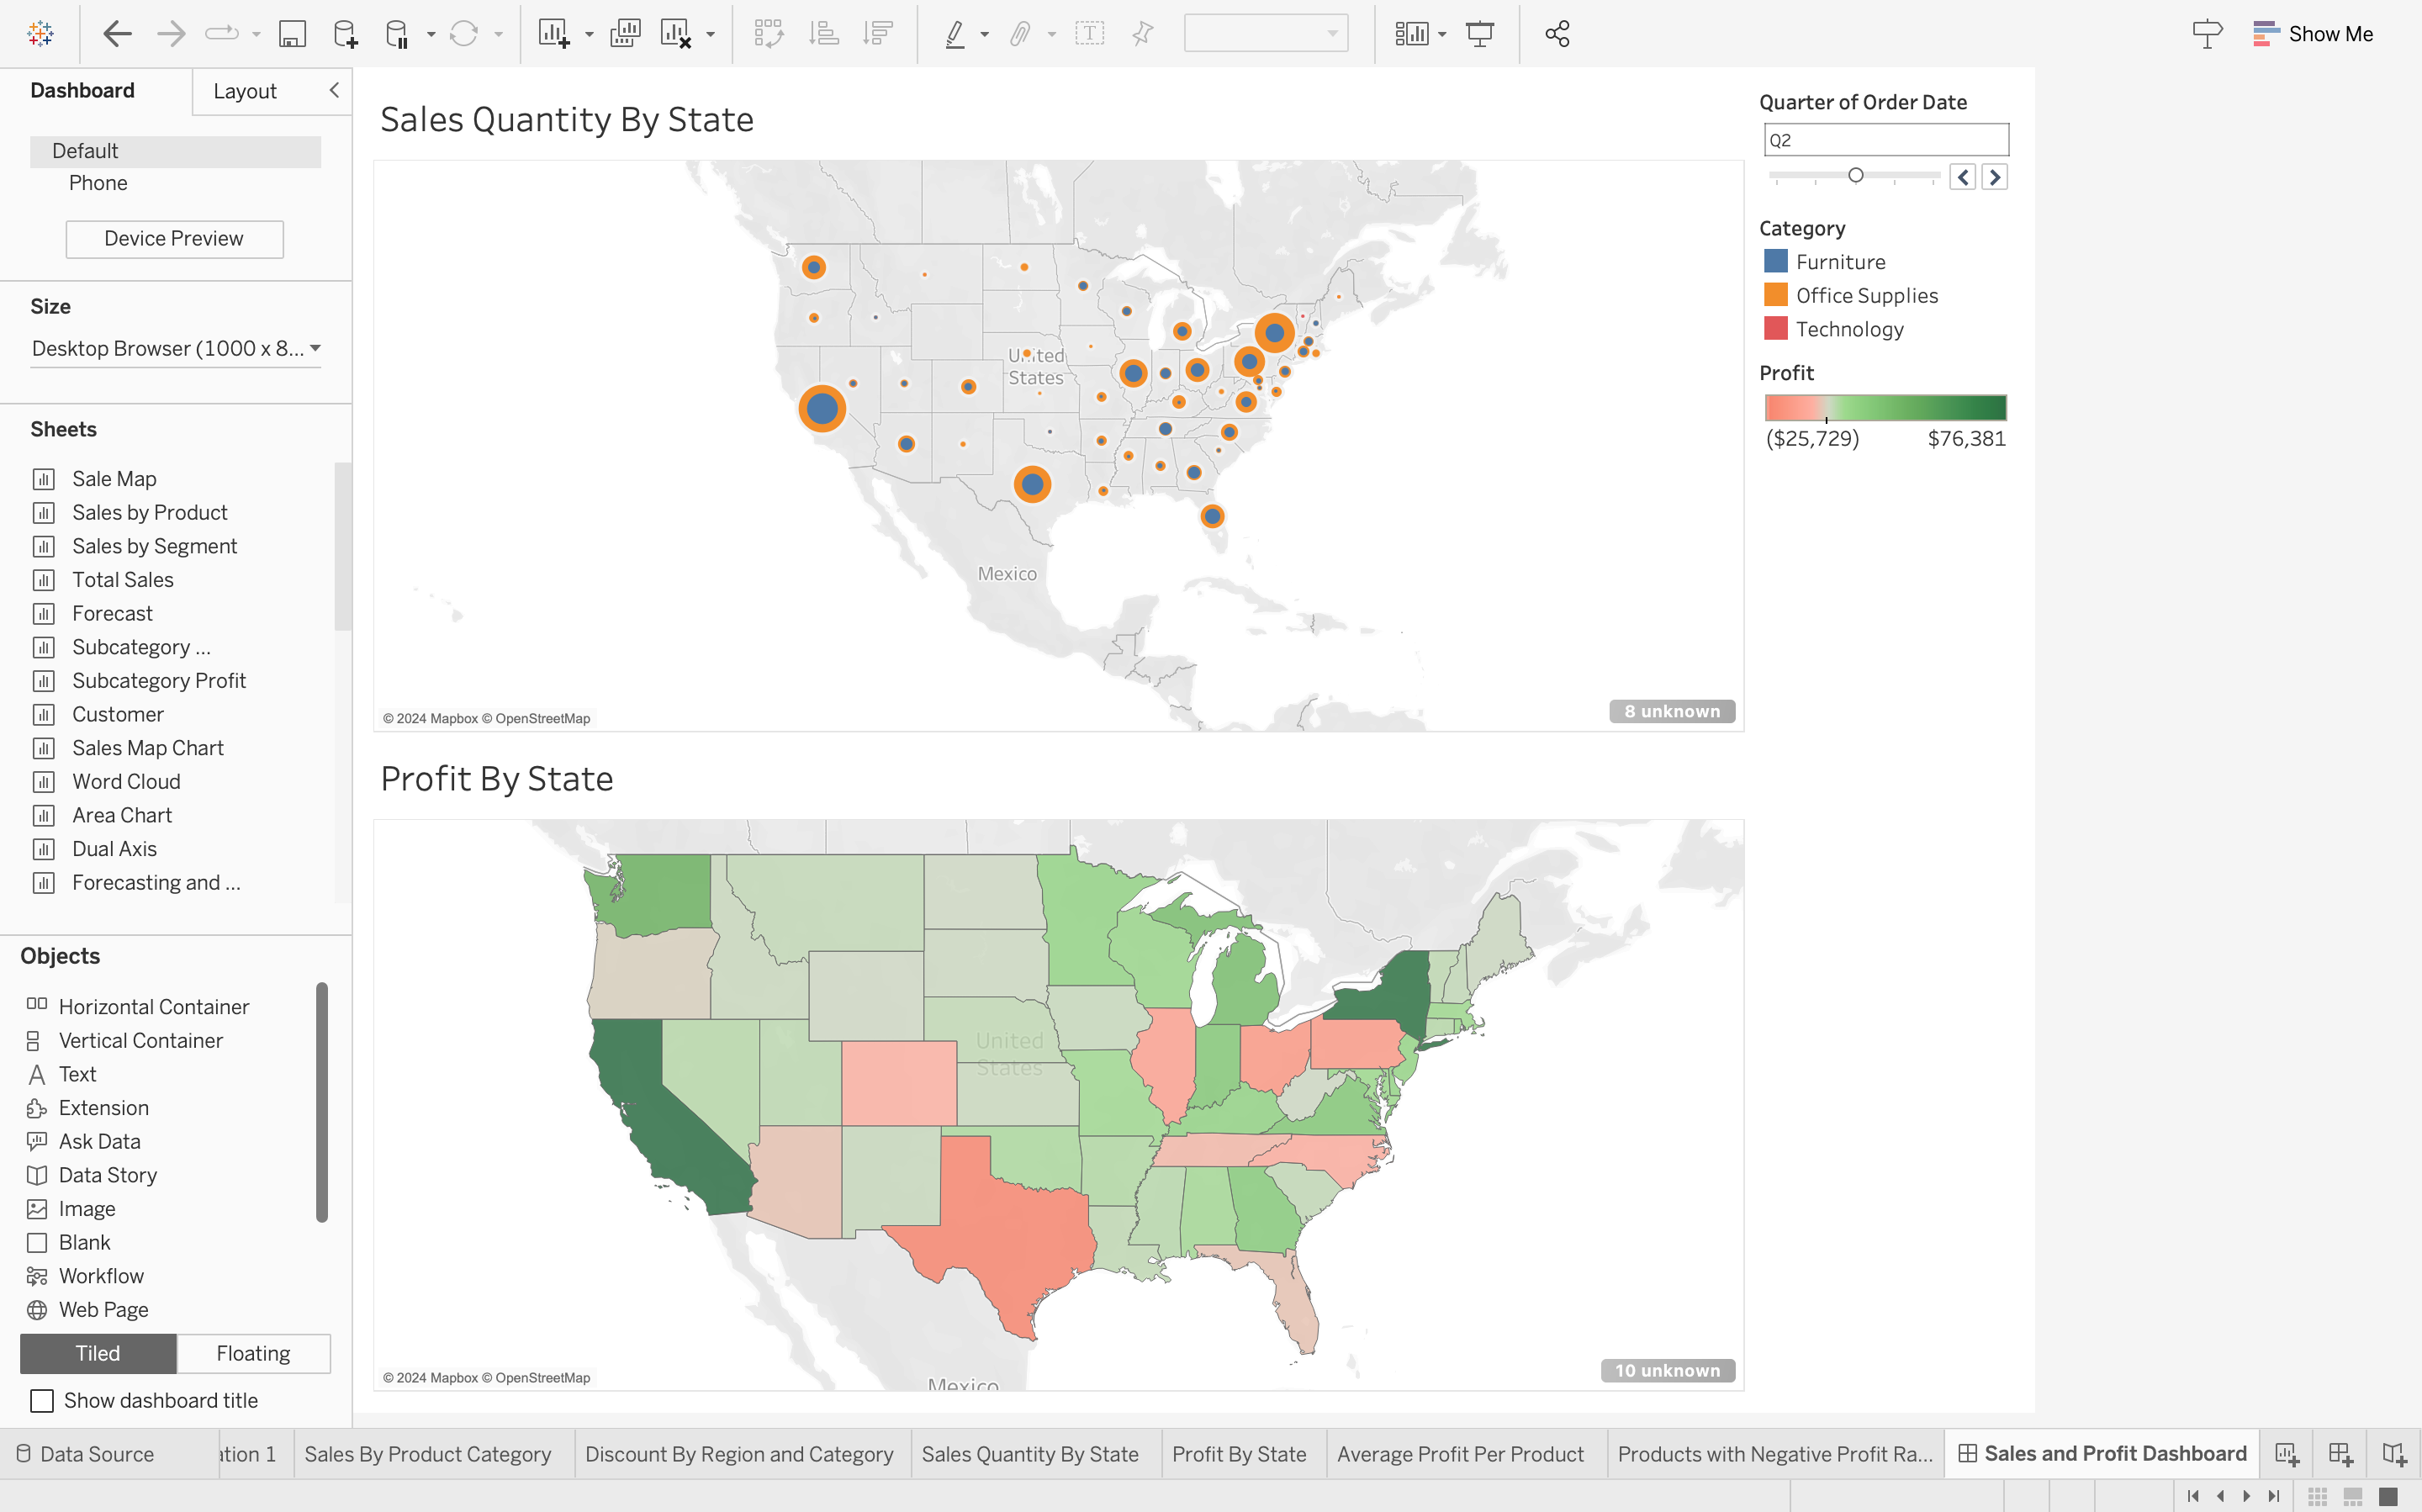 Show Me
Dashboard
Layout
Default
Phone
Device Preview
Size
Desktop Browser (1000 x 8...
Sheets
Sale Map
Sales by Product
Sales by Segment
Total Sales
Forecast
Subcategory ...
Subcategory Profit
Customer
Sales Map Chart
Word Cloud
Area Chart
Dual Axis
Forecasting and ...
Objects
Horizontal Container
Vertical Container
Text
Extension
Ask Data
Data Story
Image
Blank
Workflow
Web Page
Tiled
Floating
Show dashboard title
Sales Quantity By State
United
States
Mexico
© 2024 Mapbox © OpenStreetMap
8 unknown
Profit By State
United
States
Mexico
© 2024 Mapbox © OpenStreetMap
10 unknown
Quarter of Order Date
Q2
Category
Furniture
Office Supplies
Technology
Profit
($25,729)
$76,381
Data Source
ation 1
Sales By Product Category
Discount By Region and Category
Sales Quantity By State
Profit By State
Average Profit Per Product
Products with Negative Profit Ra...
Sales and Profit Dashboard